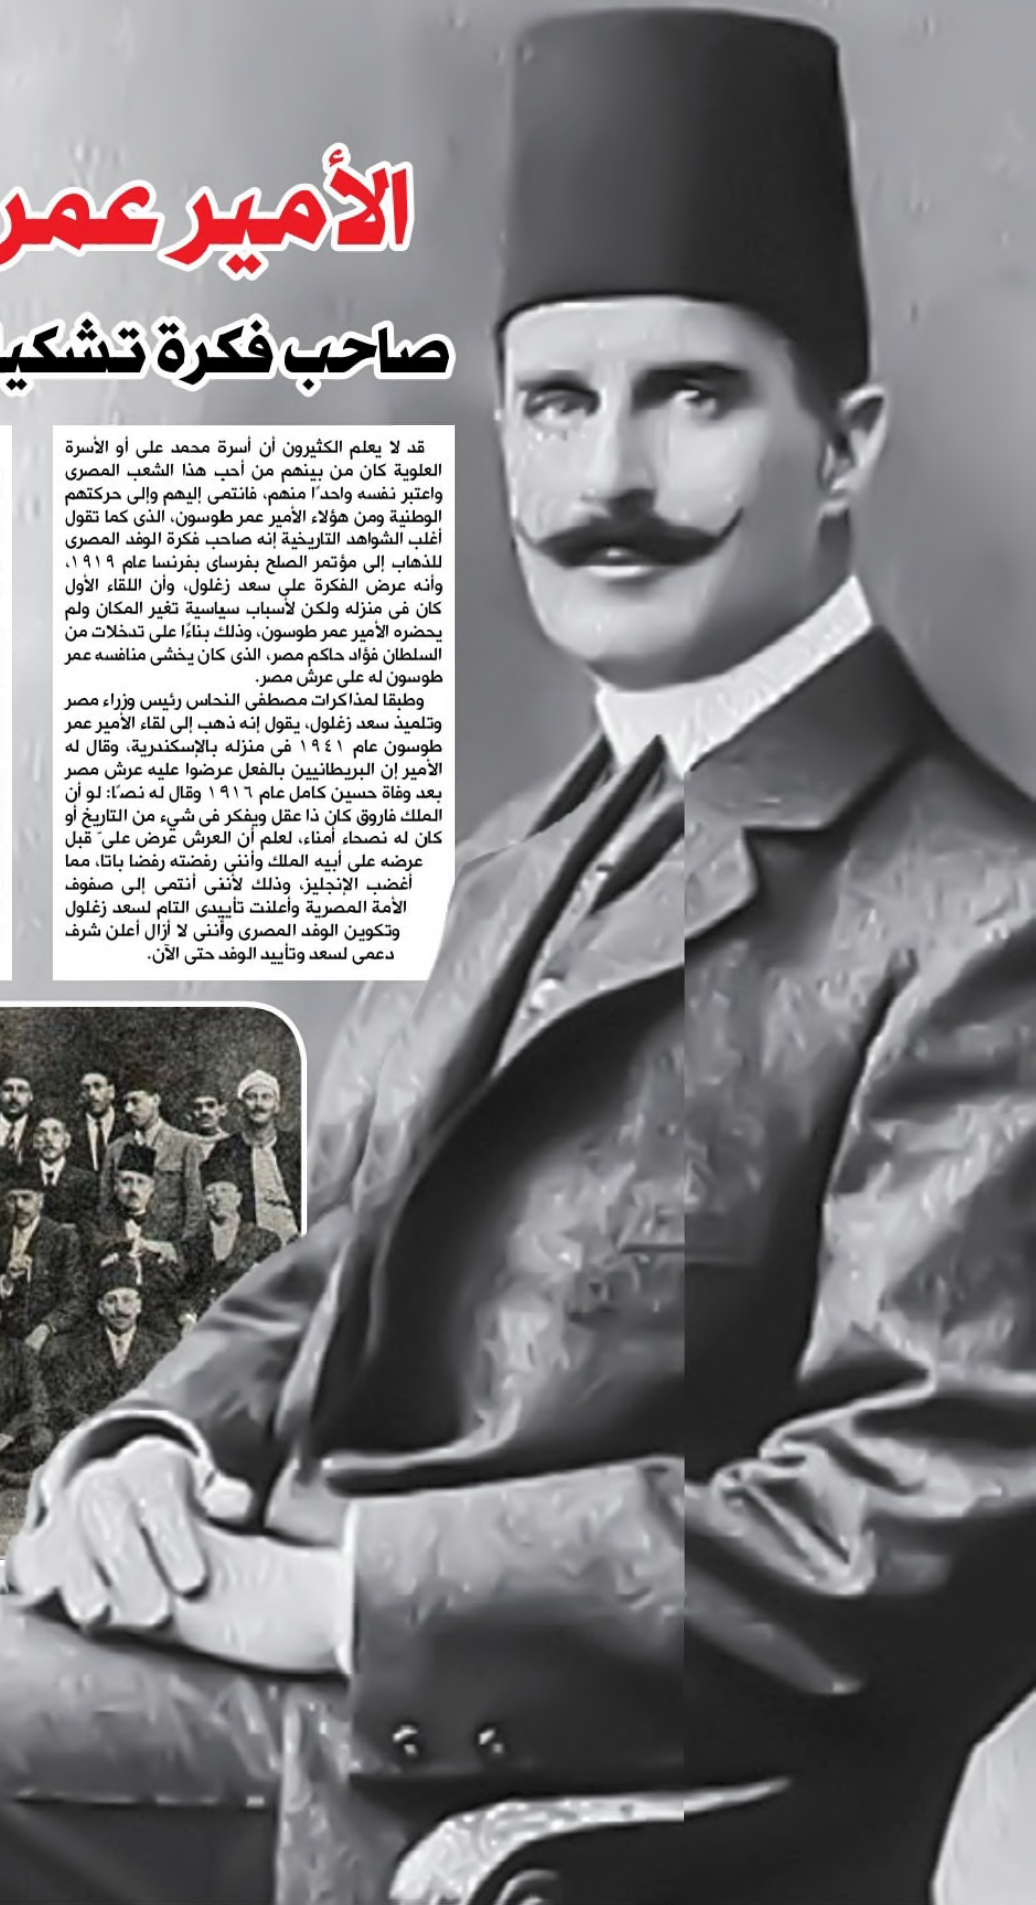 الأمير عمر
صاحب فكرة تشكيل
قد لا يعلم الكثيرون أن أسرة محمد على أو الأسرة
العلوية كان من بينهم من أحب هذا الشعب المصرى
واعتبر نفسه واحدًا منهم، فانتمى إليهم وإلى حركتهم
الوطنية ومن هؤلاء الأمير عمر طوسون، الذى كما تقول
أغلب الشواهد التاريخية إنه صاحب فكرة الوفد المصرى
للذهاب إلى مؤتمر الصلح بفرساى بفرنسا عام ١٩١٩،
وأنه عرض الفكرة على سعد زغلول، وأن اللقاء الأول
كان فى منزله ولكن لأسباب سياسية تغير المكان ولم
يحضره الأمير عمر طوسون، وذلك بناءًا على تدخلات من
السلطان فؤاد حاكم مصر، الذى كان يخشى منافسه عمر
طوسون له على عرش مصر.
وطبقا لمذاكرات مصطفى النحاس رئيس وزراء مصر
وتلميذ سعد زغلول، يقول إنه ذهب إلى لقاء الأمير عمر
طوسون عام ١٩٤١ فى منزله بالإسكندرية، وقال له
الأمير إن البريطانيين بالفعل عرضوا عليه عرش مصر
بعد وفاة حسين كامل عام ١٩١٦ وقال له نصًا: لو أن
الملك فاروق كان ذا عقل ويفكر فى شيء من التاريخ أو
كان له نصحاء أمناء، لعلم أن العرش عُرض علىّ قبل
عرضه على أبيه الملك وأننى رفضته رفضا باتا، مما
أغضب الإنجليز، وذلك لأننى أنتمى إلى صفوف
الأمة المصرية وأعلنت تأييدى التام لسعد زغلول
وتكوين الوفد المصرى وأننى لا أزال أعلن شرف
دعمى لسعد وتأييد الوفد حتى الآن.